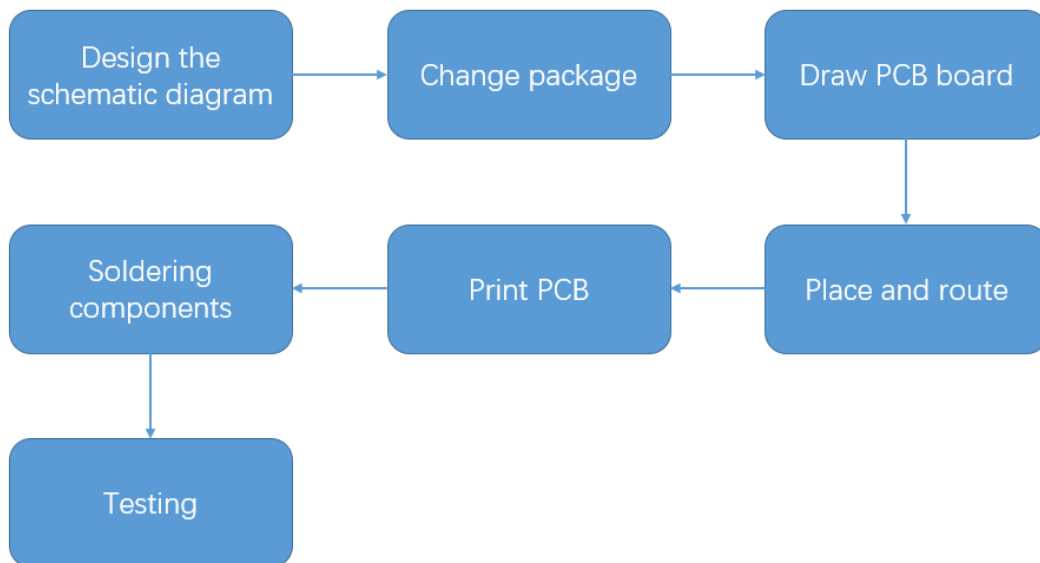 Design the
schematic diagram
Change package
Draw PCB board
Place and route
Print PCB
Soldering
components
Testing